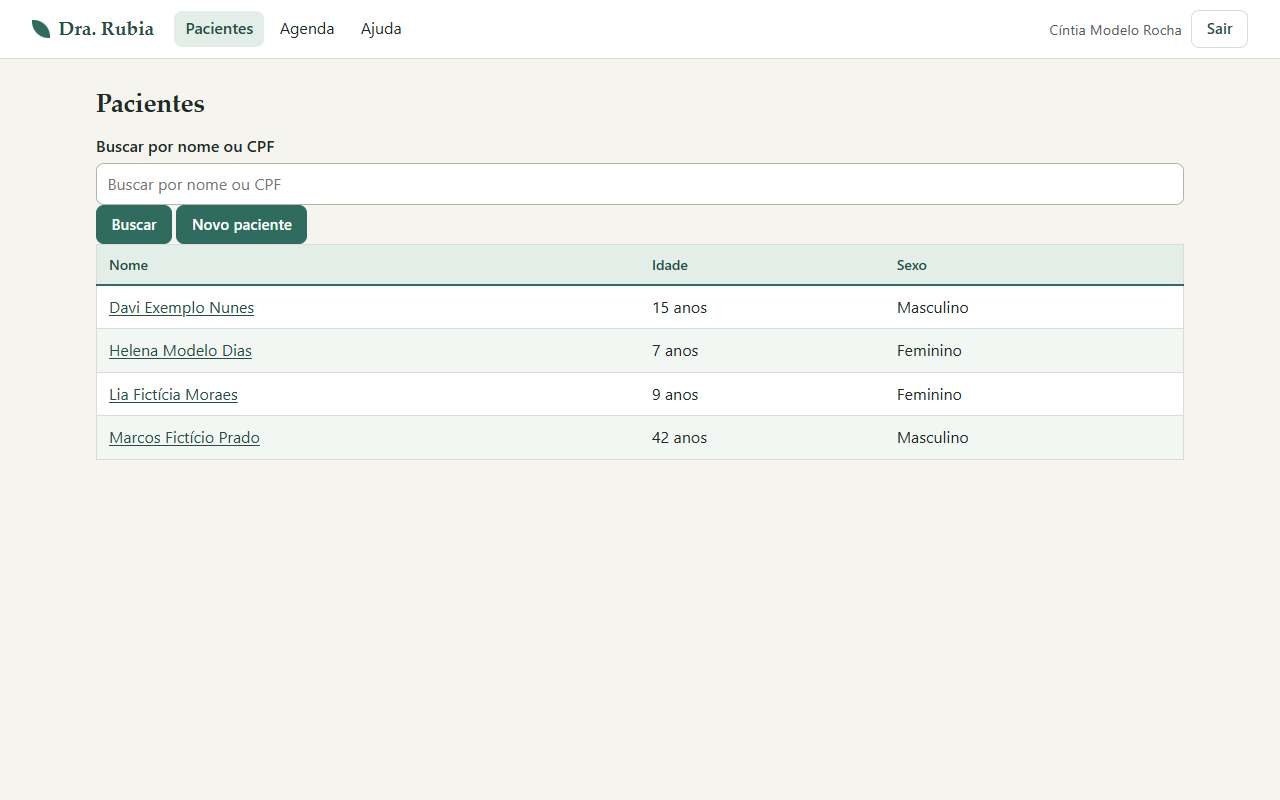 Dra. Rubia Pacientes Agenda Ajuda Cíntia Modelo Rocha Sair
Pacientes
Buscar por nome ou CPF
Buscar por nome ou CPF
Buscar Novo paciente
Nome Idade Sexo
Davi Exemplo Nunes 15 anos Masculino
Helena Modelo Dias 7 anos Feminino
Lia Fictícia Moraes 9 anos Feminino
Marcos Fictício Prado 42 anos Masculino